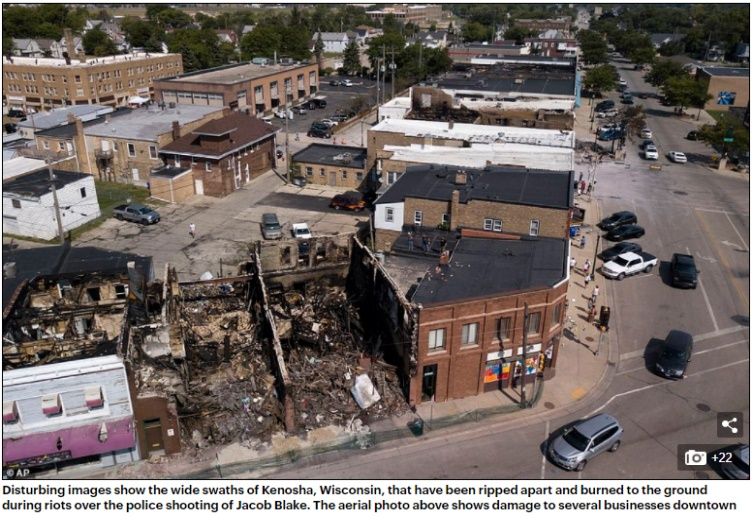 © AP
+22
Disturbing images show the wide swaths of Kenosha, Wisconsin, that have been ripped apart and burned to the ground
during riots over the police shooting of Jacob Blake. The aerial photo above shows damage to several businesses downtown